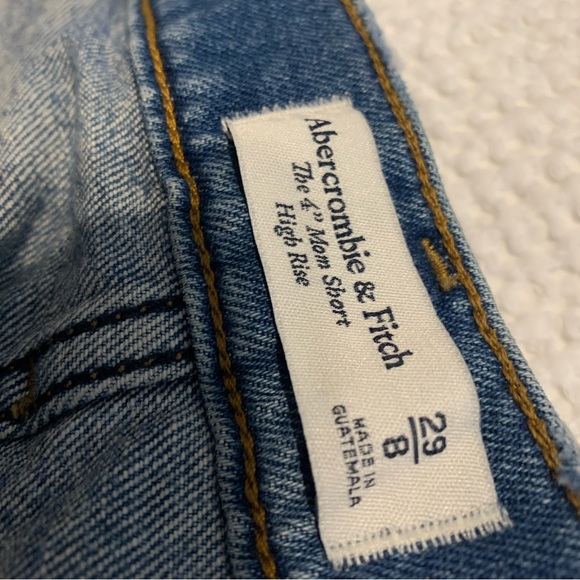 Abercrombie & Fitch
The 4" Mom Short
High Rise
29
8
MADE IN
GUATEMALA